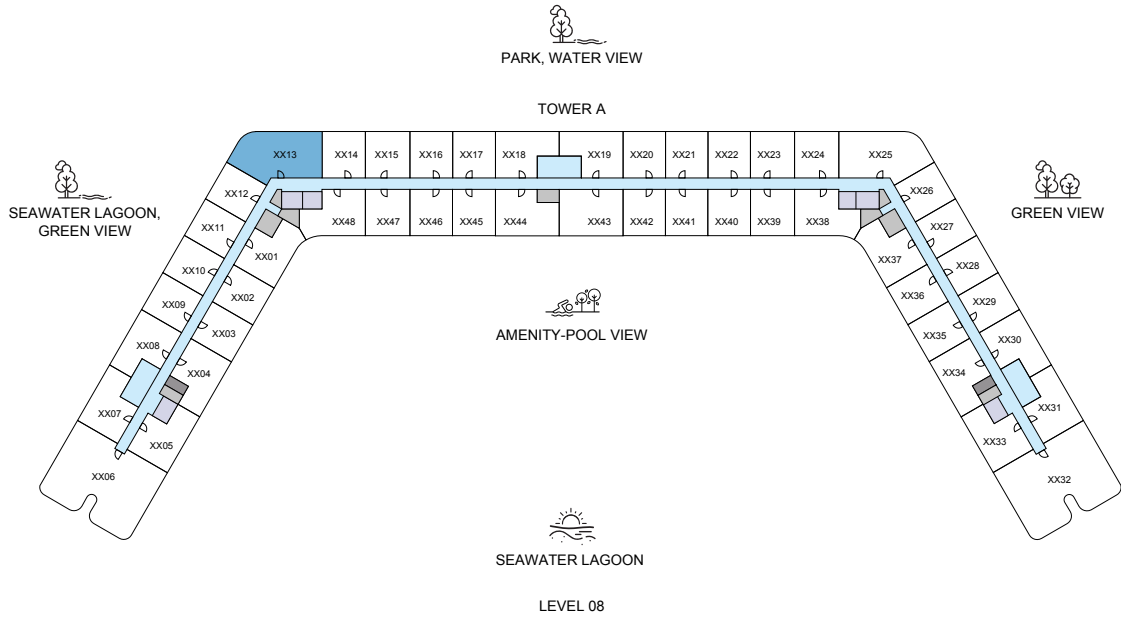 PARK, WATER VIEW
TOWER A
XX13 XX14 XX15 XX16 XX17 XX18 XX19 XX20 XX21 XX22 XX23 XX24 XX25
XX12 XX26
SEAWATER LAGOON,
GREEN VIEW
GREEN VIEW
XX48 XX47 XX46 XX45 XX44 XX43 XX42 XX41 XX40 XX39 XX38
XX11 XX27
XX01 XX37
XX10 XX28
XX02 XX36
XX09 XX29
XX03 XX35
AMENITY-POOL VIEW
XX08 XX30
XX04 XX34
XX07 XX31
XX05 XX33
XX06 XX32
SEAWATER LAGOON
LEVEL 08